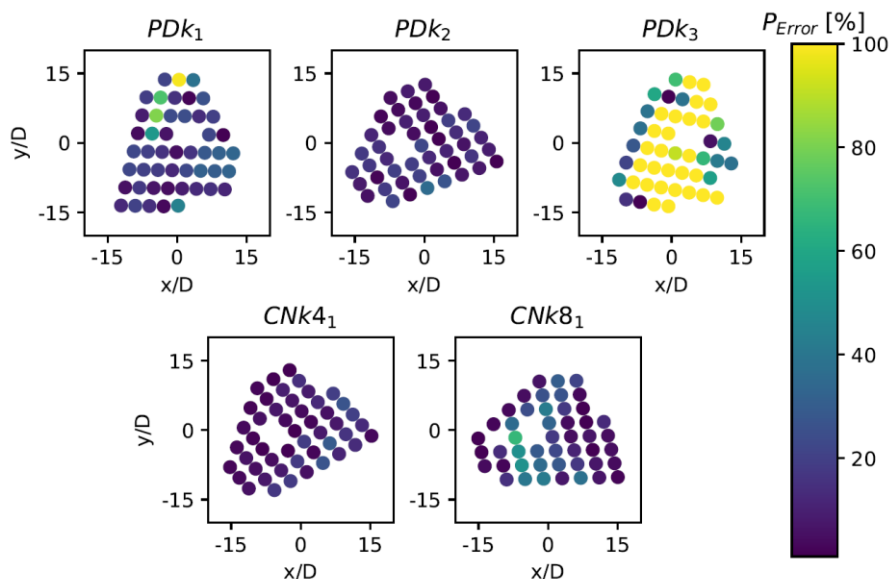 PDk₁ PDk₂ PDk₃ P_Error [%]
15 15 15 100
0 0 0
-15 -15 -15 80
y/D
-15 0 15 -15 0 15 -15 0 15
x/D x/D x/D
60
CNk4₁ CNk8₁
15 15 40
0 0
-15 -15 20
y/D
-15 0 15 -15 0 15
x/D x/D